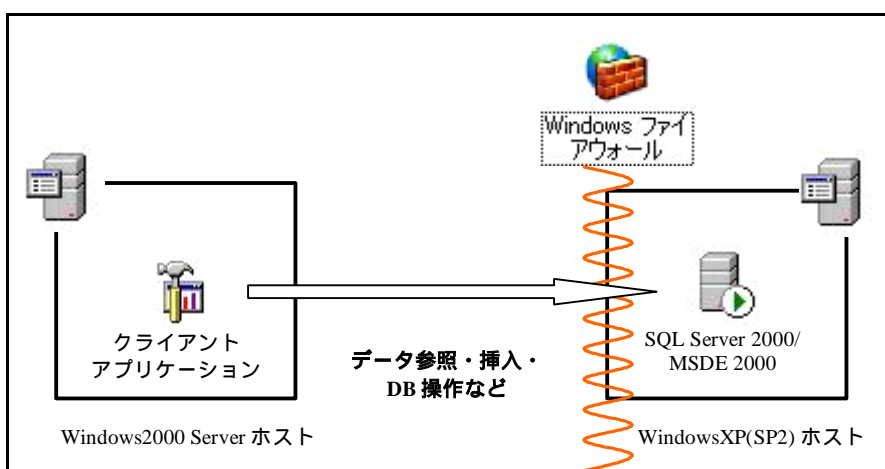 Windows ファイ
アウォール
クライアント
アプリケーション
データ参照・挿入・
DB 操作など
SQL Server 2000/
MSDE 2000
Windows2000 Server ホスト
WindowsXP(SP2) ホスト